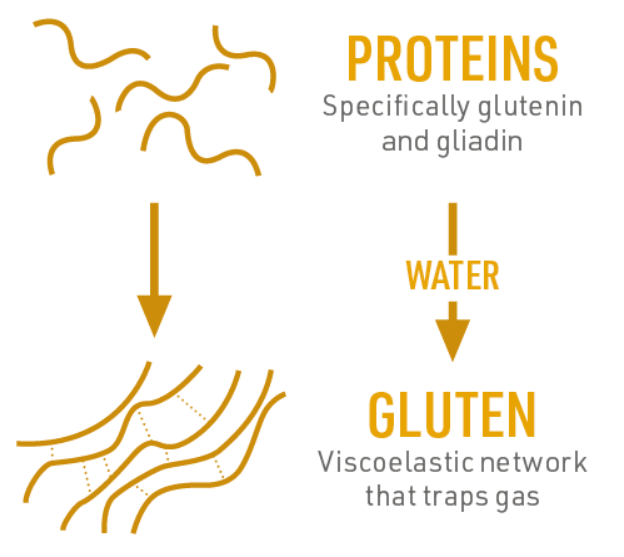 PROTEINS
Specifically glutenin
and gliadin
WATER
GLUTEN
Viscoelastic network
that traps gas